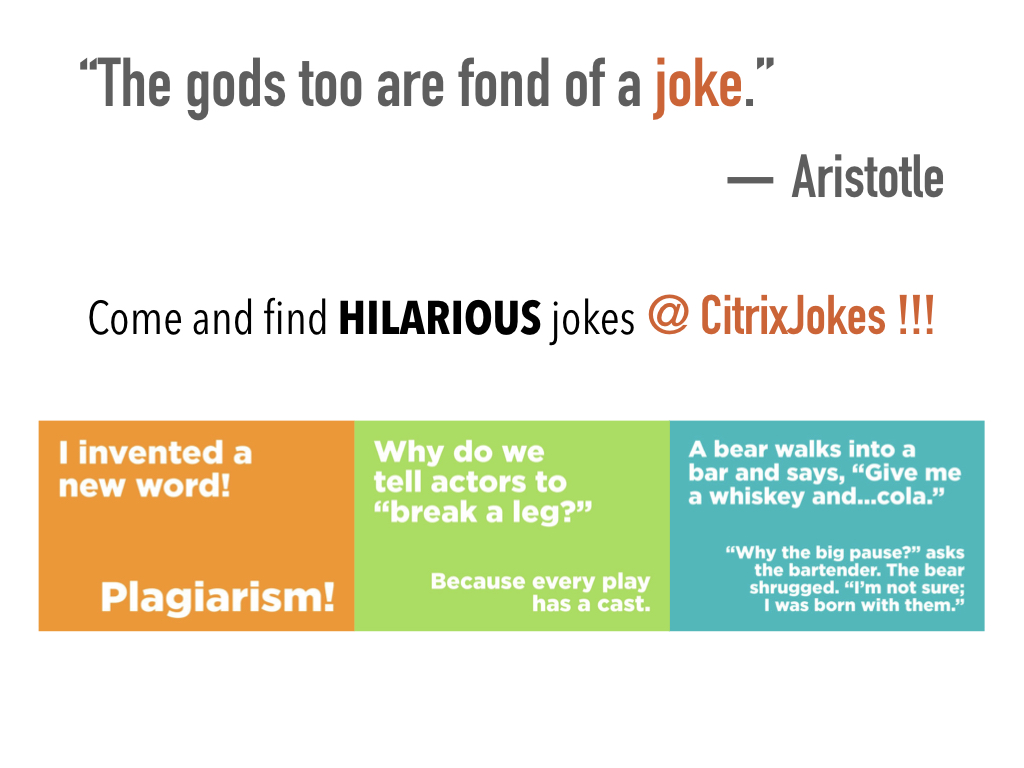 “The gods too are fond of a joke.”
— Aristotle
Come and find HILARIOUS jokes @ CitrixJokes !!!
I invented a
new word!
Plagiarism!
Why do we
tell actors to
“break a leg?”
Because every play
has a cast.
A bear walks into a
bar and says, “Give me
a whiskey and...cola.”
“Why the big pause?” asks
the bartender. The bear
shrugged. “I’m not sure;
I was born with them.”